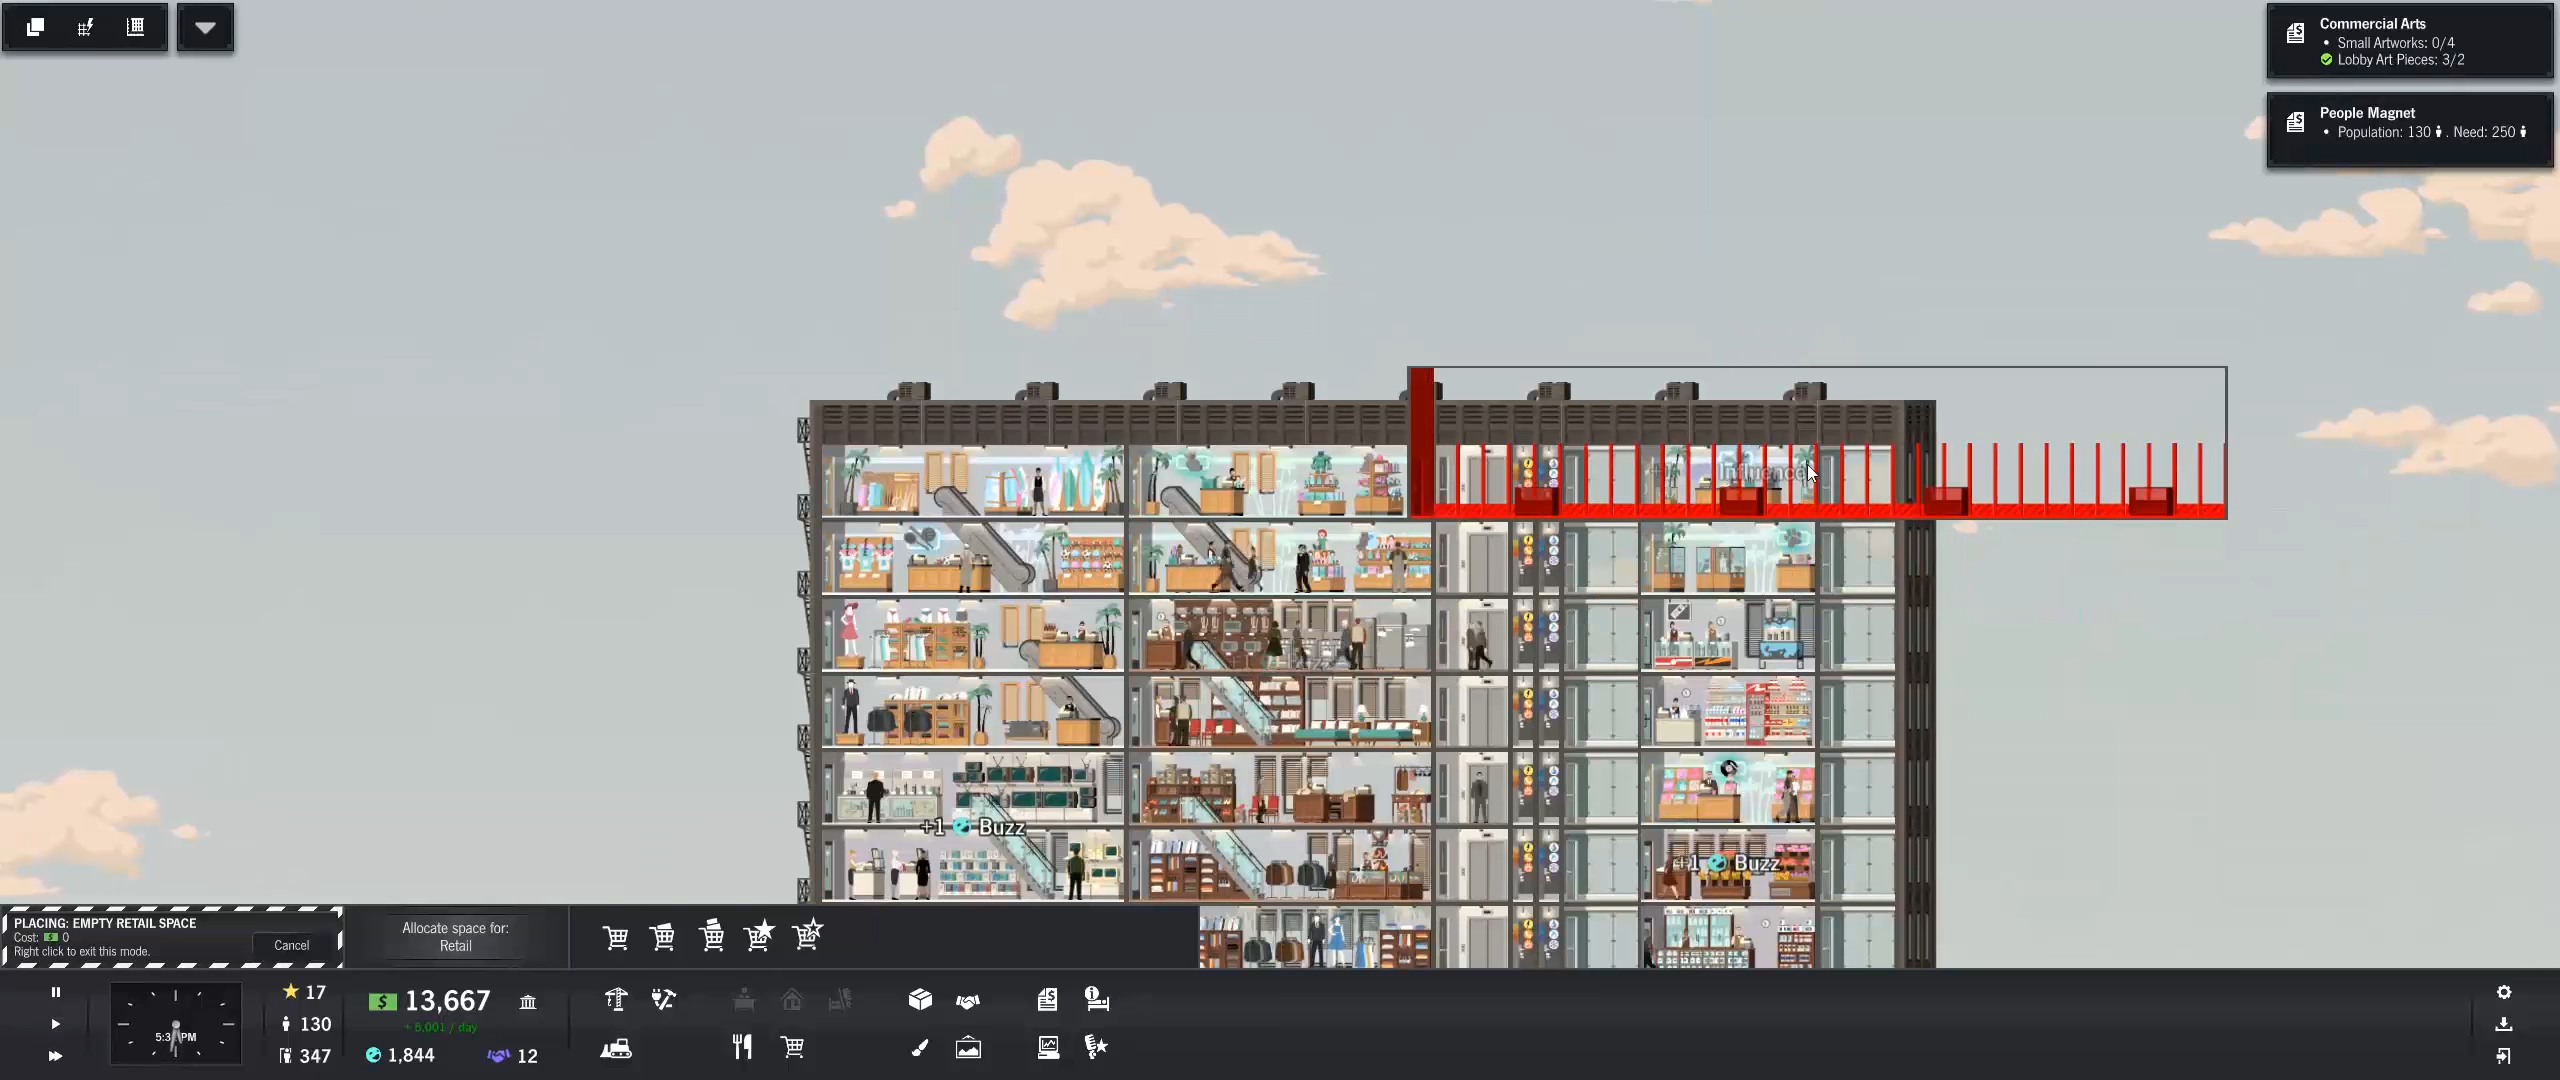 Commercial Arts
• Small Artworks: 0/4
Lobby Art Pieces: 3/2
People Magnet
• Population: 130 . Need: 250
Influence
+1 Buzz
+1 Buzz
PLACING: EMPTY RETAIL SPACE
Cost: $ 0
Right click to exit this mode.
Cancel
Allocate space for:
Retail
17
$ 13,667
130
347
1,844
12